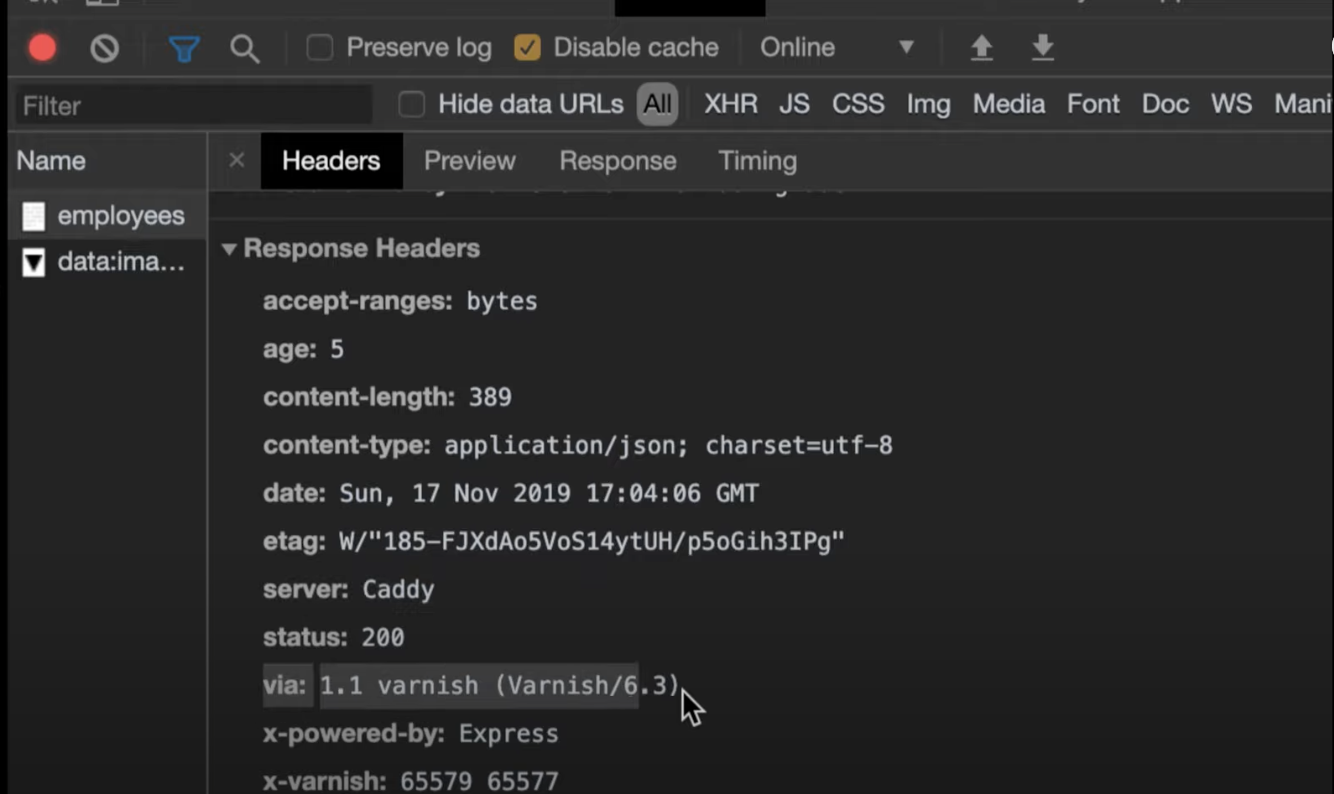 Preserve log Disable cache Online
Filter Hide data URLs All XHR JS CSS Img Media Font Doc WS Mani
Name Headers Preview Response Timing
employees
data:ima...
Response Headers
accept-ranges: bytes
age: 5
content-length: 389
content-type: application/json; charset=utf-8
date: Sun, 17 Nov 2019 17:04:06 GMT
etag: W/"185-FJXdAo5VoS14ytUH/p5oGih3IPg"
server: Caddy
status: 200
via: 1.1 varnish (Varnish/6.3)
x-powered-by: Express
x-varnish: 65579 65577